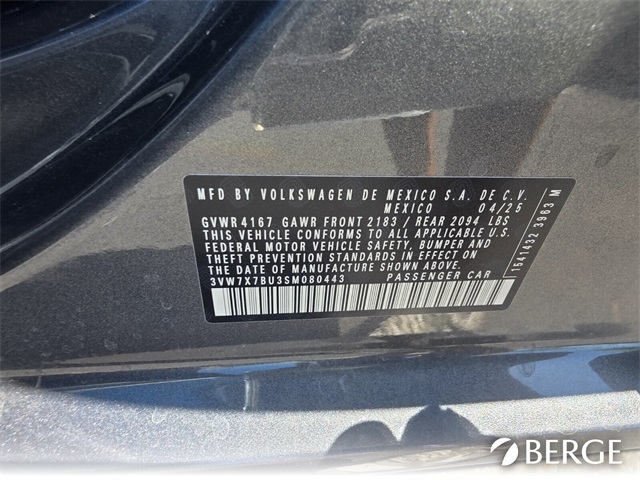 MFD BY VOLKSWAGEN DE MEXICO S.A. DE C.V.
MEXICO 04/25
GVWR 4167 GAWR FRONT 2183 / REAR 2094 LBS
THIS VEHICLE CONFORMS TO ALL APPLICABLE U.S.
FEDERAL MOTOR VEHICLE SAFETY, BUMPER AND
THEFT PREVENTION STANDARDS IN EFFECT ON
THE DATE OF MANUFACTURE SHOWN ABOVE.
3VW7X7BU3SM080443 PASSENGER CAR
1541432 3963 M
BERGE